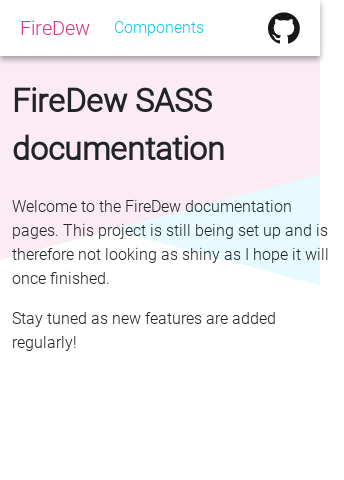 FireDew Components
FireDew SASS
documentation
Welcome to the FireDew documentation
pages. This project is still being set up and is
therefore not looking as shiny as I hope it will
once finished.
Stay tuned as new features are added
regularly!